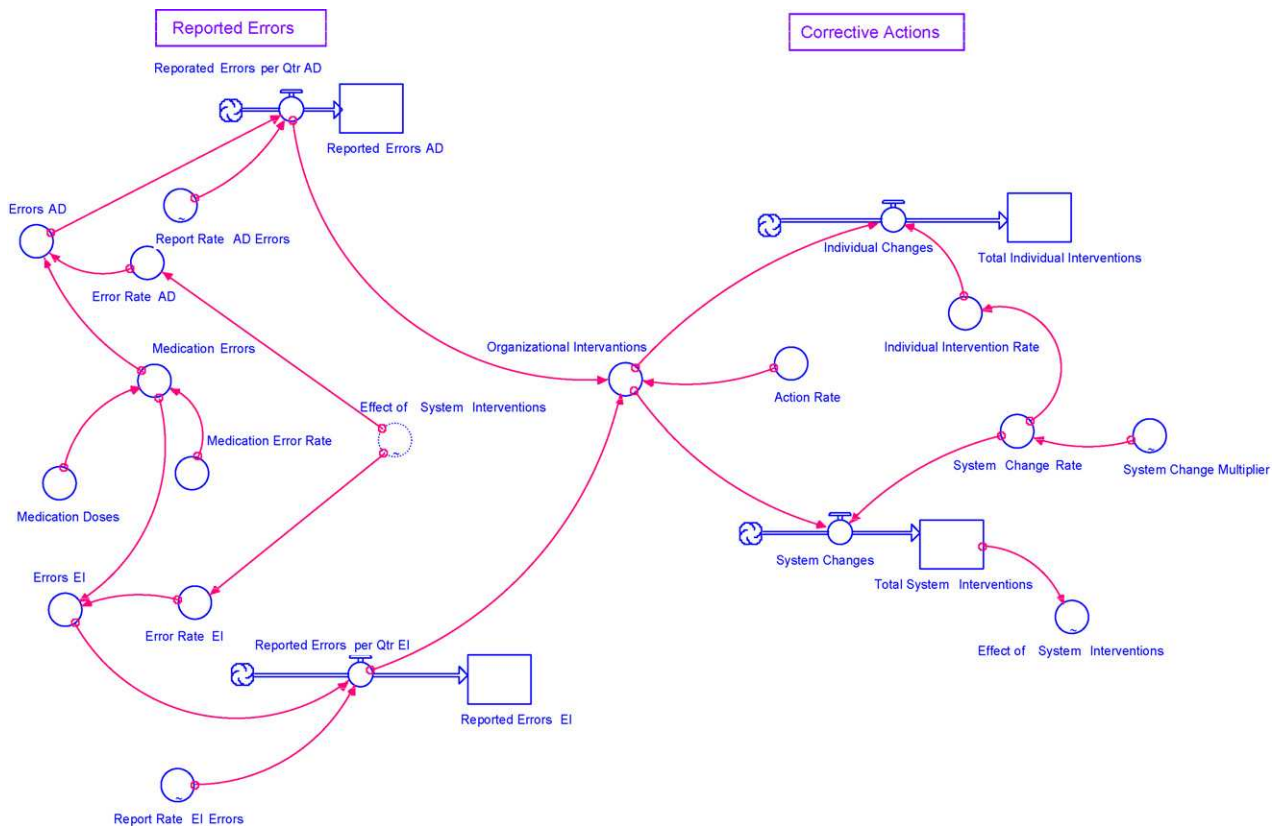 Reported Errors
Corrective Actions
Reporated Errors per Qtr AD
Reported Errors AD
Errors AD
Report Rate AD Errors
Individual Changes
Total Individual Interventions
Error Rate AD
Medication Errors
Organizational Interventions
Individual Intervention Rate
Action Rate
Effect of System Interventions
Medication Error Rate
System Change Rate
System Change Multiplier
Medication Doses
System Changes
Total System Interventions
Errors EI
Error Rate EI
Reported Errors per Qtr EI
Effect of System Interventions
Reported Errors EI
Report Rate EI Errors